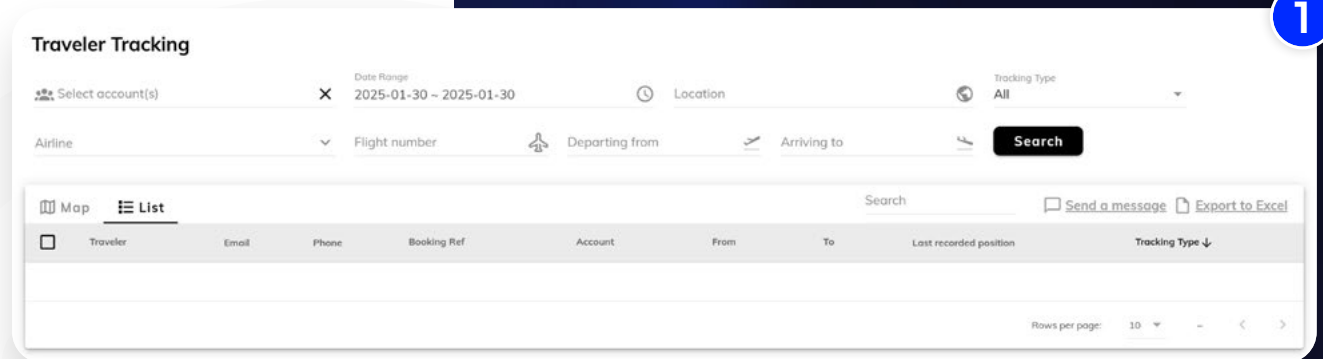 1
Traveler Tracking
Select account(s)
Date Range
2025-01-30 ~ 2025-01-30
Location
Tracking Type
All
Airline
Flight number
Departing from
Arriving to
Search
Map
List
Search
Send a message
Export to Excel
Traveler Email Phone Booking Ref Account From To Last recorded position Tracking Type
Rows per page: 10 –